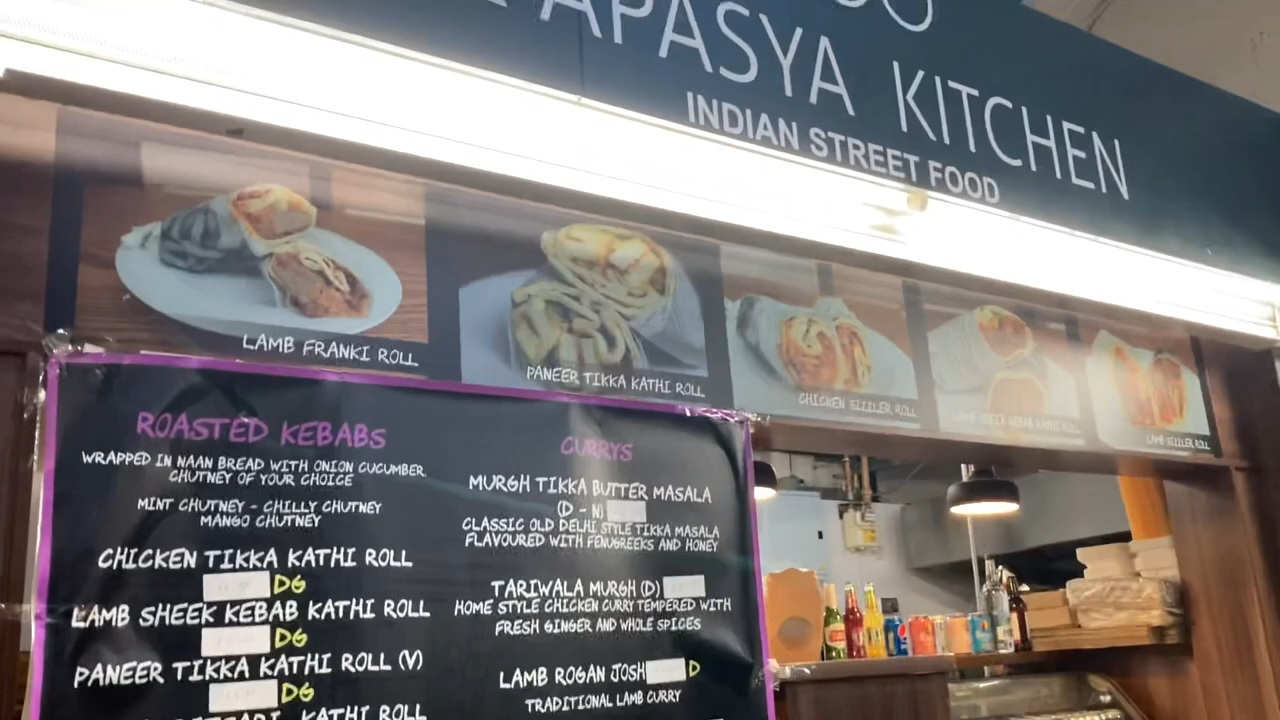 APASYA KITCHEN
INDIAN STREET FOOD
LAMB FRANKI ROLL
PANEER TIKKA KATHI ROLL
CHICKEN SIZZLER ROLL
LAMB SHEEK KEBAB KATHI ROLL
LAMB SIZZLER ROLL
ROASTED KEBABS
WRAPPED IN NAAN BREAD WITH ONION CUCUMBER
CHUTNEY OF YOUR CHOICE
MINT CHUTNEY - CHILLY CHUTNEY
MANGO CHUTNEY
CHICKEN TIKKA KATHI ROLL
DG
LAMB SHEEK KEBAB KATHI ROLL
DG
PANEER TIKKA KATHI ROLL (V)
DG
KATHI ROLL
CURRYS
MURGH TIKKA BUTTER MASALA
(D - N)
CLASSIC OLD DELHI STYLE TIKKA MASALA
FLAVOURED WITH FENUGREEKS AND HONEY
TARIWALA MURGH (D)
HOME STYLE CHICKEN CURRY TEMPERED WITH
FRESH GINGER AND WHOLE SPICES
LAMB ROGAN JOSH D
TRADITIONAL LAMB CURRY